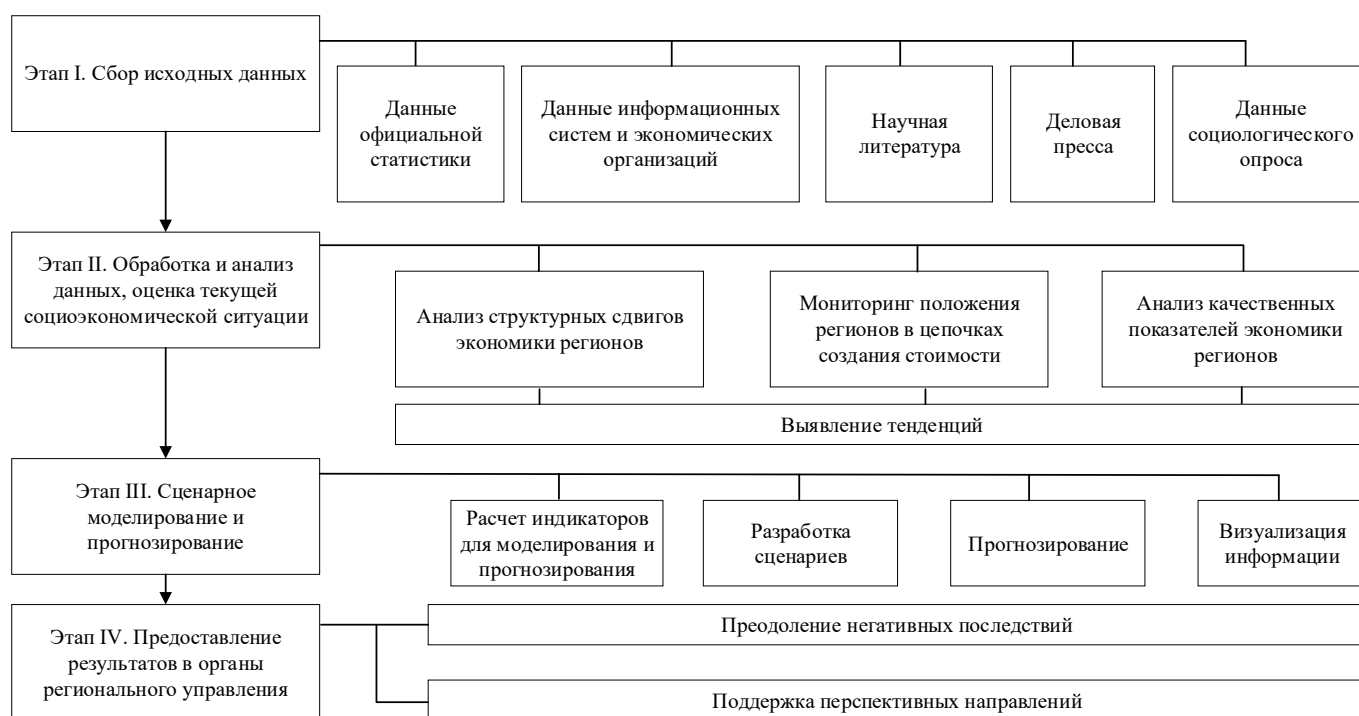 Этап I. Сбор исходных данных
Данные
официальной
статистики
Данные информационных
систем и экономических
организаций
Научная
литература
Деловая
пресса
Данные
социологического
опроса
Этап II. Обработка и анализ
данных, оценка текущей
социоэкономической ситуации
Анализ структурных сдвигов
экономики регионов
Мониторинг положения
регионов в цепочках
создания стоимости
Анализ качественных
показателей экономики
регионов
Выявление тенденций
Этап III. Сценарное
моделирование и
прогнозирование
Расчет индикаторов
для моделирования и
прогнозирования
Разработка
сценариев
Прогнозирование
Визуализация
информации
Этап IV. Предоставление
результатов в органы
регионального управления
Преодоление негативных последствий
Поддержка перспективных направлений